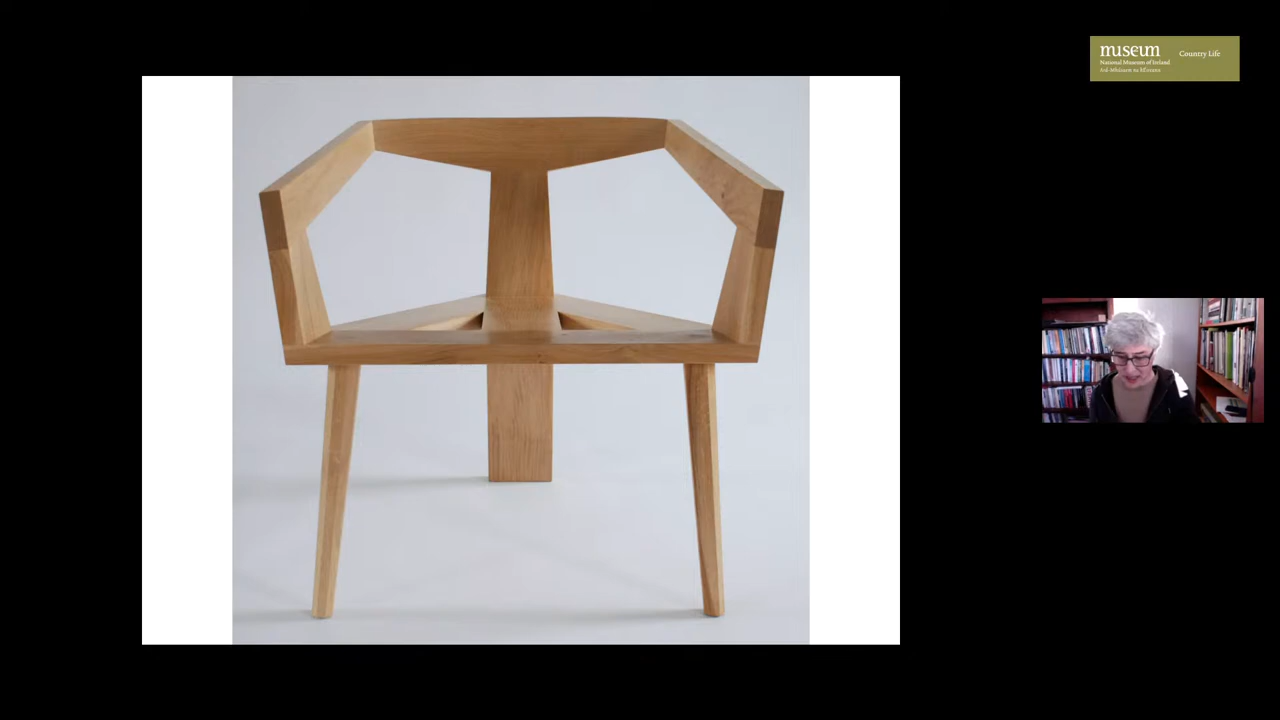 museum
Country Life
National Museum of Ireland
Ard-Mhúsaem na hÉireann